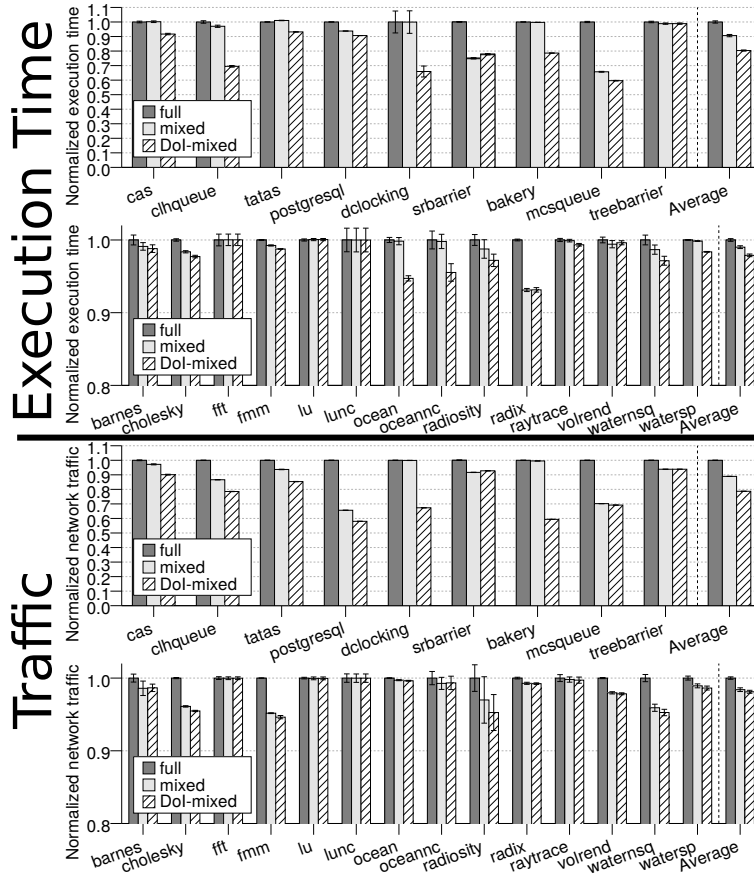 Execution Time
Normalized execution time
1.1
1.0
0.9
0.8
0.7
0.6
0.5
0.4
0.3
0.2
0.1
0.0
full
mixed
DoI-mixed
cas clhqueue tatas postgresql dclocking srbarrier bakery mcsqueue treebarrier Average
Normalized execution time
1.0
0.9
0.8
full
mixed
DoI-mixed
barnes cholesky fft fmm lu lunc ocean oceannc radiosity radix raytrace volrend waternsq watersp Average
Traffic
Normalized network traffic
1.1
1.0
0.9
0.8
0.7
0.6
0.5
0.4
0.3
0.2
0.1
0.0
full
mixed
DoI-mixed
cas clhqueue tatas postgresql dclocking srbarrier bakery mcsqueue treebarrier Average
Normalized network traffic
1.0
0.9
0.8
full
mixed
DoI-mixed
barnes cholesky fft fmm lu lunc ocean oceannc radiosity radix raytrace volrend waternsq watersp Average